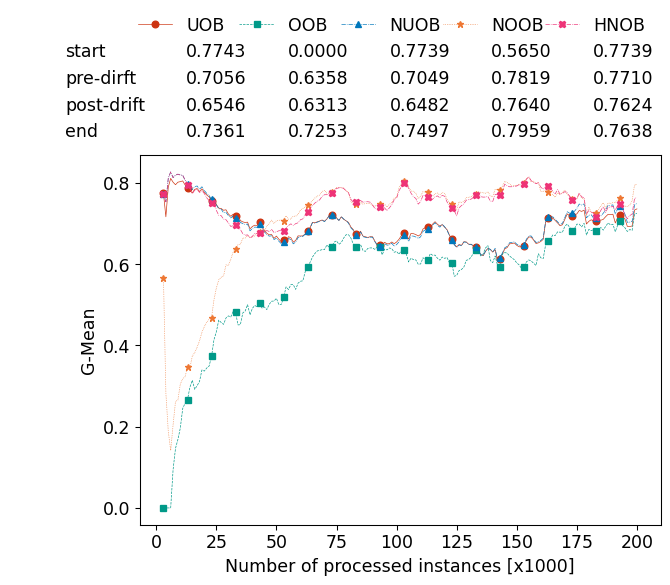 UOB OOB NUOB NOOB HNOB
start 0.7743 0.0000 0.7739 0.5650 0.7739
pre-dirft 0.7056 0.6358 0.7049 0.7819 0.7710
post-drift 0.6546 0.6313 0.6482 0.7640 0.7624
end 0.7361 0.7253 0.7497 0.7959 0.7638
0.8
0.6
0.4
0.2
0.0
G-Mean
0 25 50 75 100 125 150 175 200
Number of processed instances [x1000]